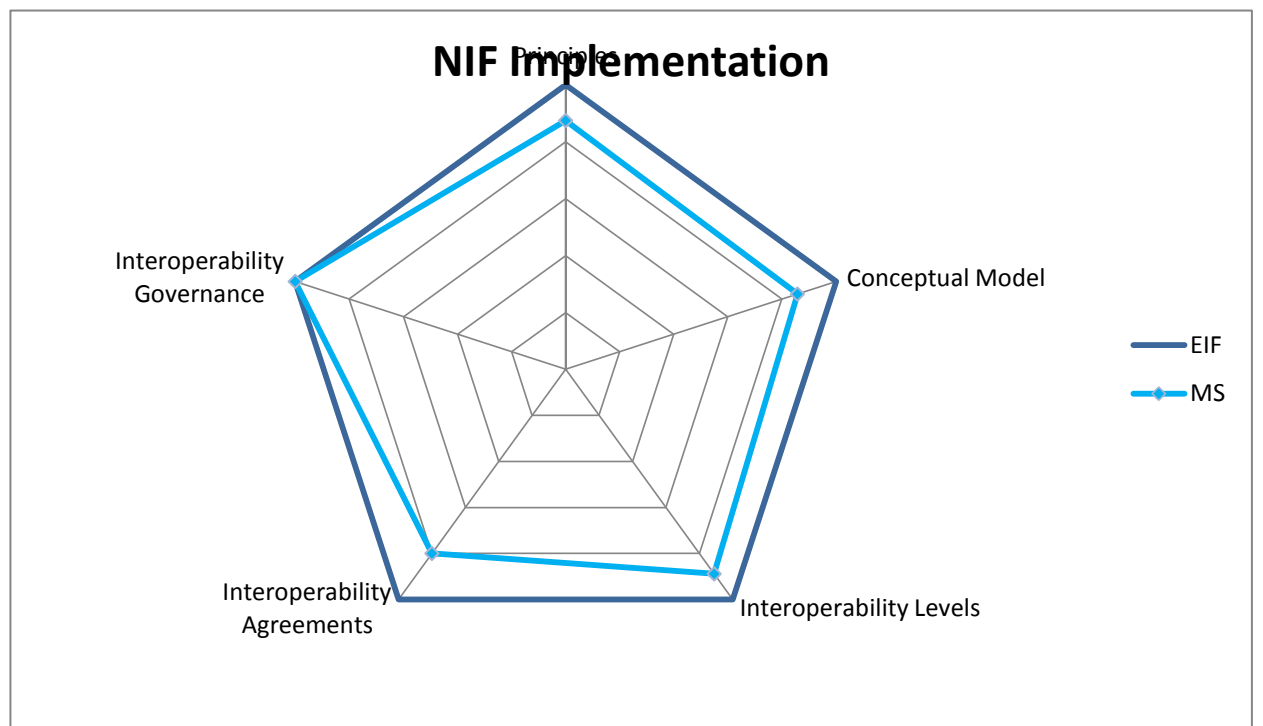 NIF Implementation
Principles
Interoperability
Governance
Conceptual Model
EIF
MS
Interoperability
Agreements
Interoperability Levels